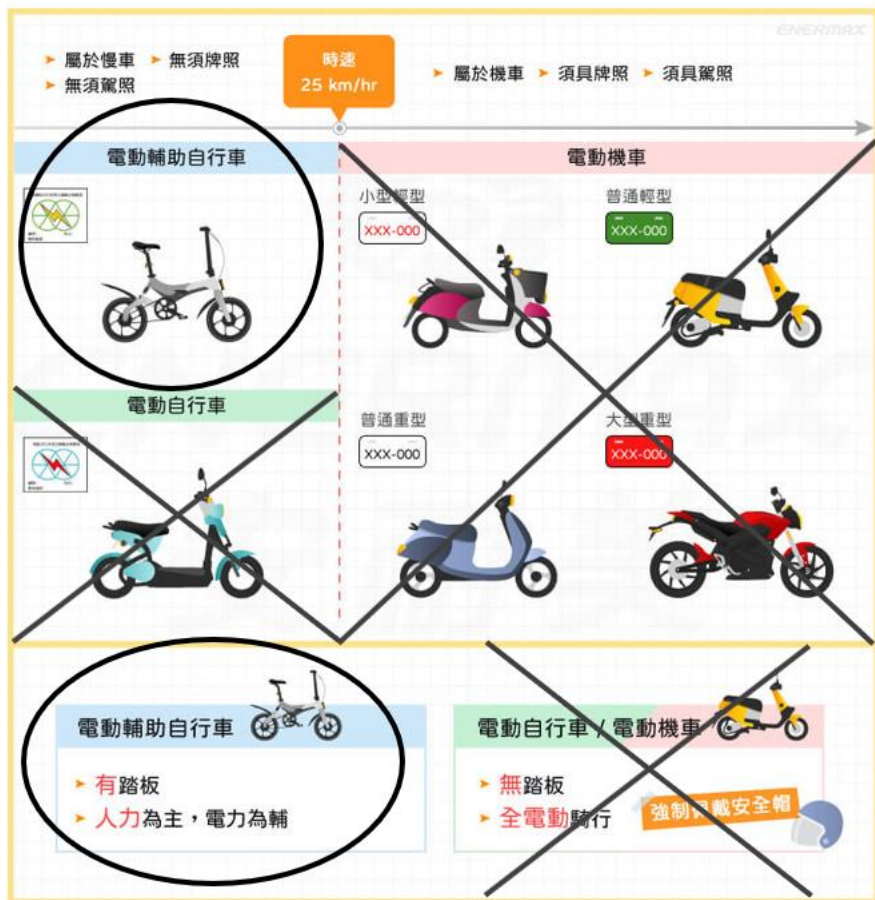 ENERMAX
➤ 屬於慢車 ➤ 無須牌照
➤ 無須駕照
時速
25 km/hr
➤ 屬於機車 ➤ 須具牌照 ➤ 須具駕照
電動輔助自行車
電動機車
小型輕型
XXX-000
普通輕型
XXX-000
電動自行車
普通重型
XXX-000
大型重型
XXX-000
電動輔助自行車
➤ 有踏板
➤ 人力為主，電力為輔
電動自行車 / 電動機車
➤ 無踏板
➤ 全電動騎行
強制佩戴安全帽